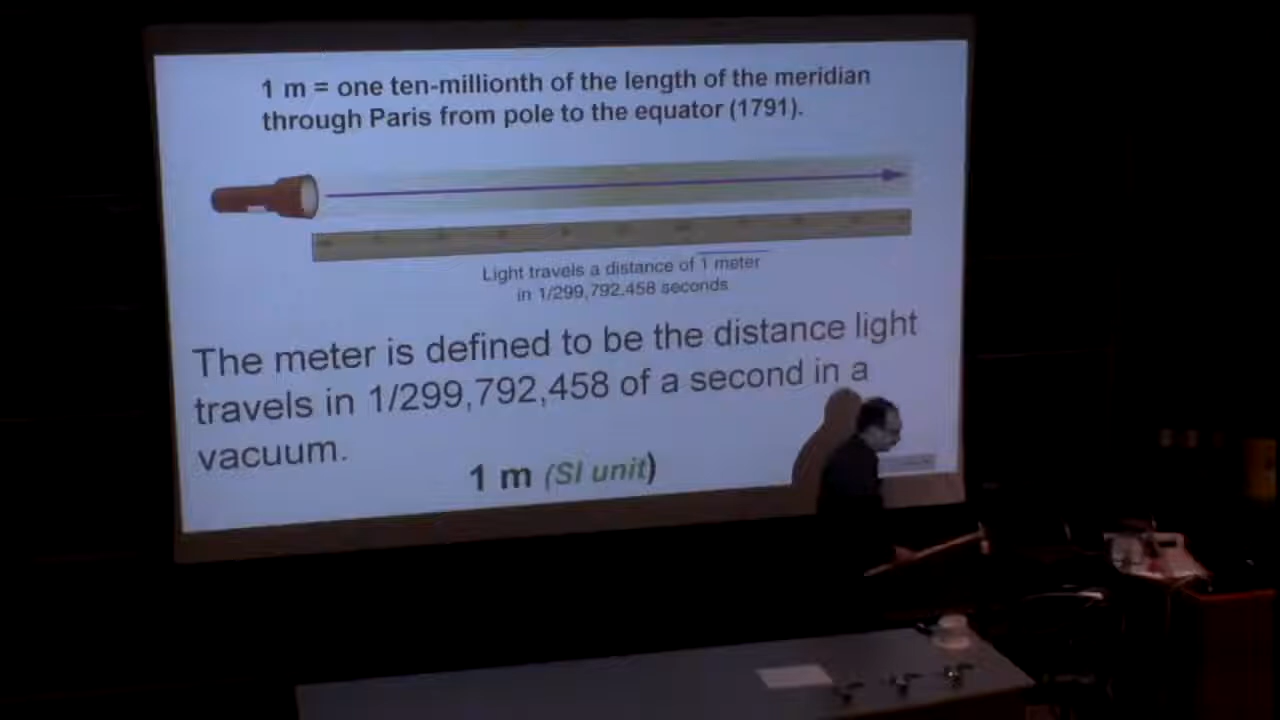 1 m = one ten-millionth of the length of the meridian
through Paris from pole to the equator (1791).
Light travels a distance of 1 meter
in 1/299,792,458 seconds
The meter is defined to be the distance light
travels in 1/299,792,458 of a second in a
vacuum.
1 m (SI unit)